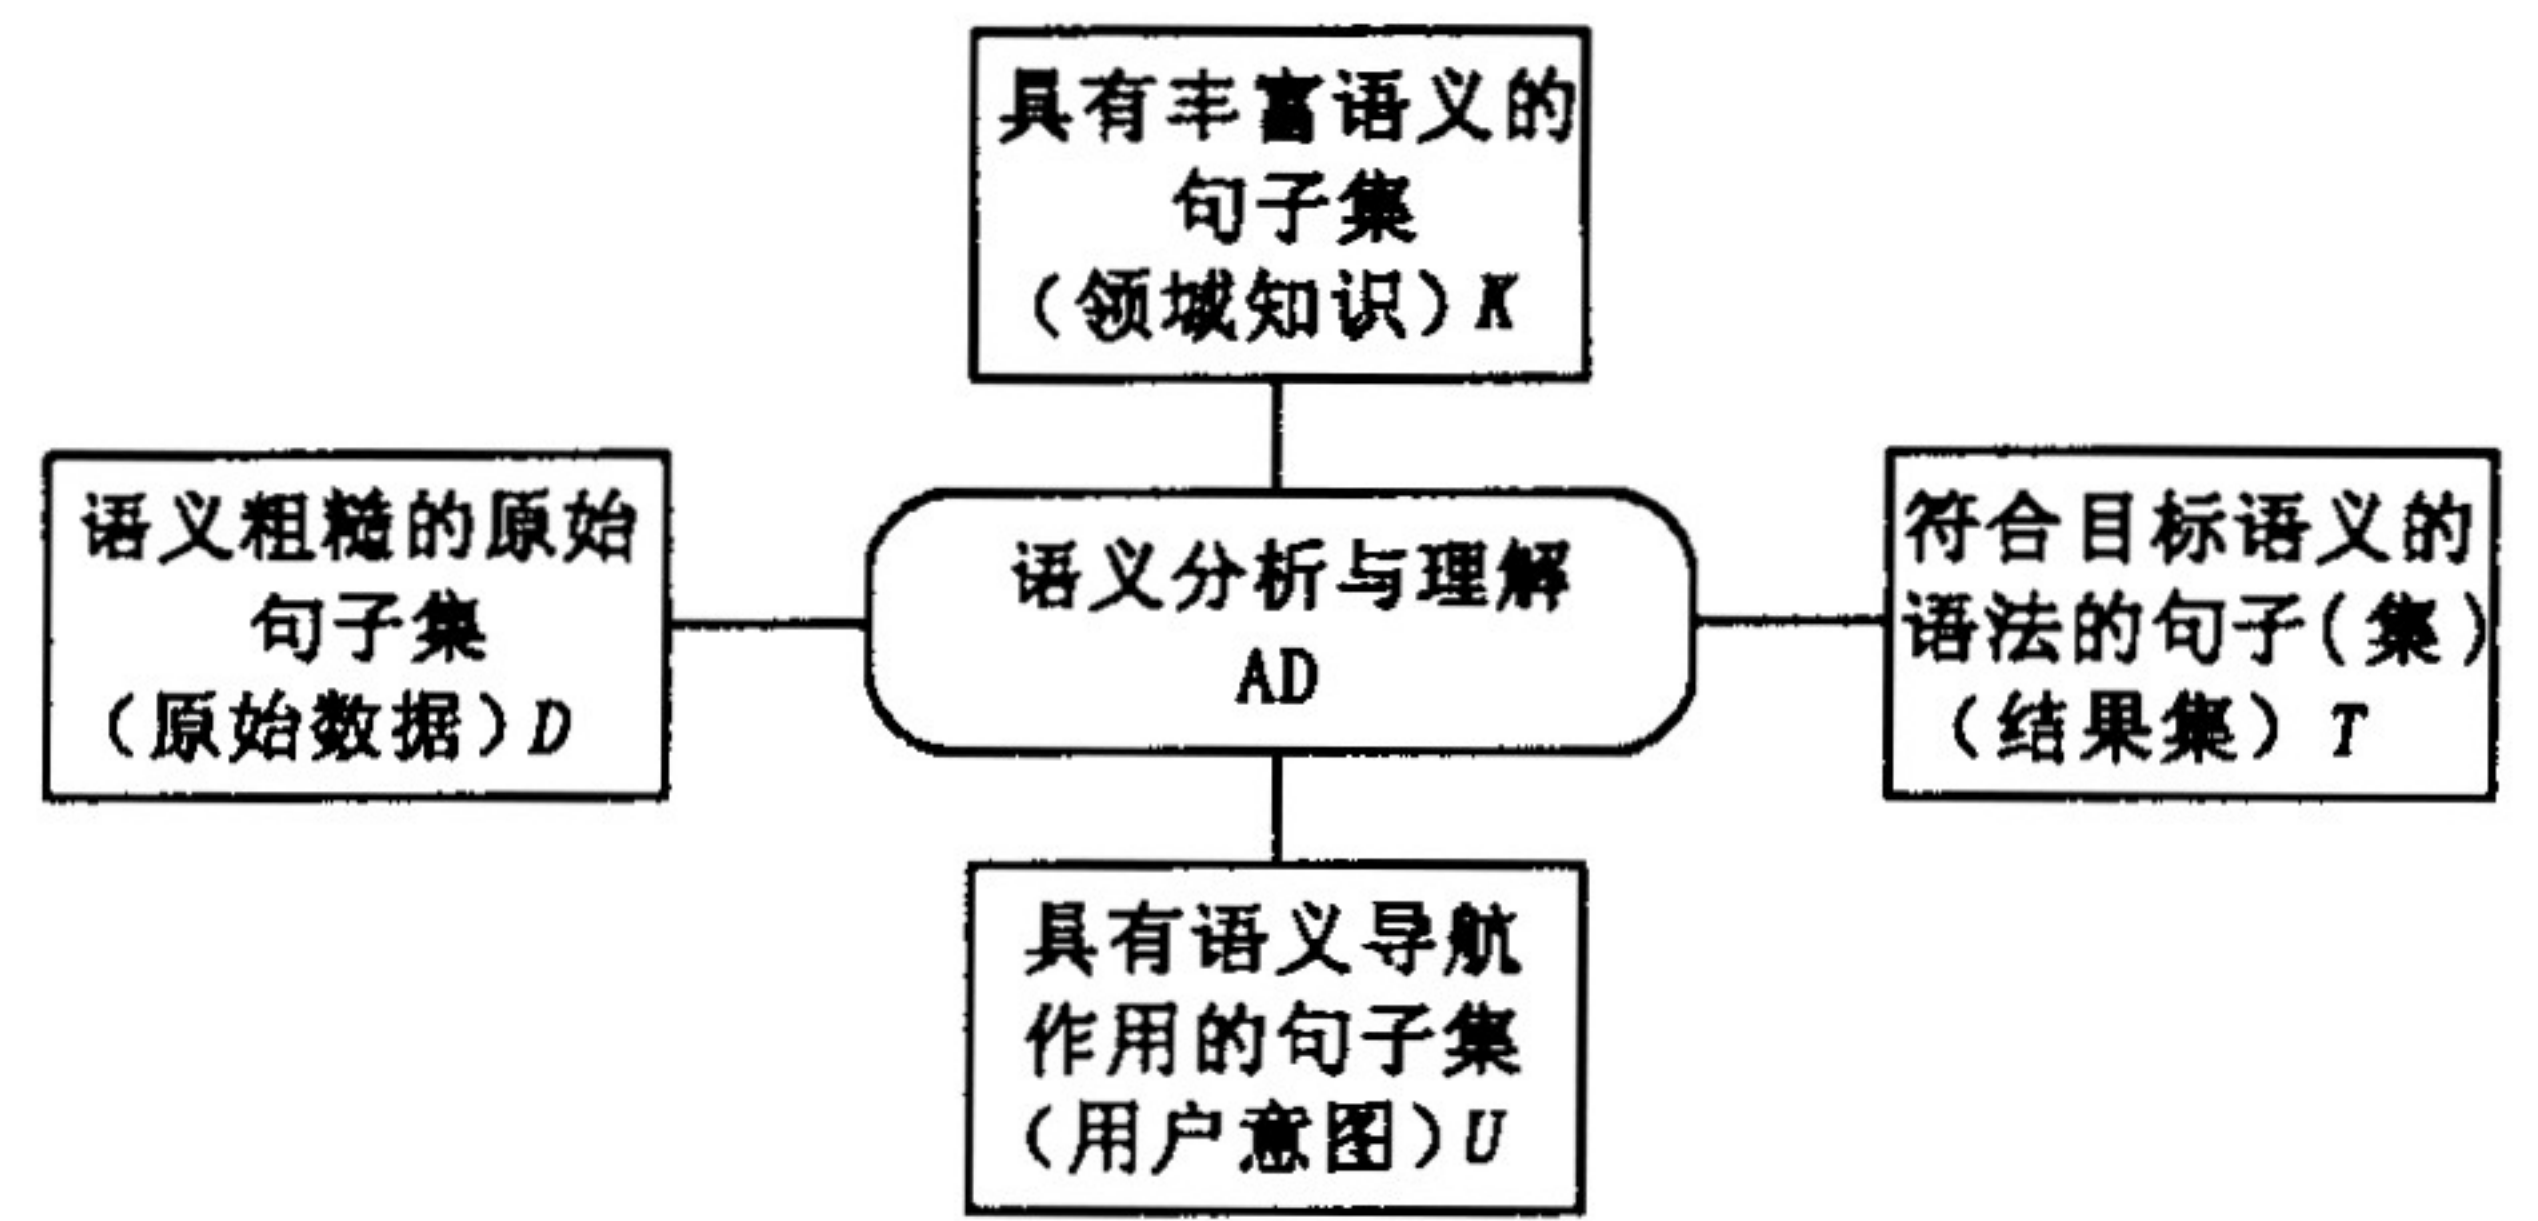 具有丰富语义的
句子集
（领域知识）K
语义粗糙的原始
句子集
（原始数据）D
语义分析与理解
AD
符合目标语义的
语法的句子(集)
（结果集）T
具有语义导航
作用的句子集
（用户意图）U